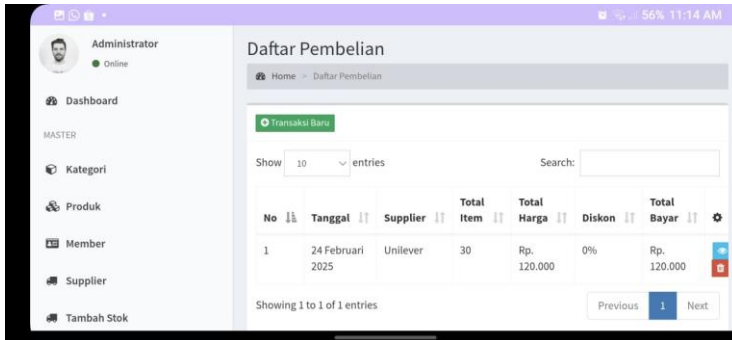 56% 11:14 AM
Administrator
Online
Dashboard
MASTER
Kategori
Produk
Member
Supplier
Tambah Stok
Daftar Pembelian
Home > Daftar Pembelian
Transaksi Baru
Show 10 entries Search:
No Tanggal Supplier Total Item Total Harga Diskon Total Bayar
1 24 Februari 2025 Unilever 30 Rp. 120.000 0% Rp. 120.000
Showing 1 to 1 of 1 entries
Previous 1 Next